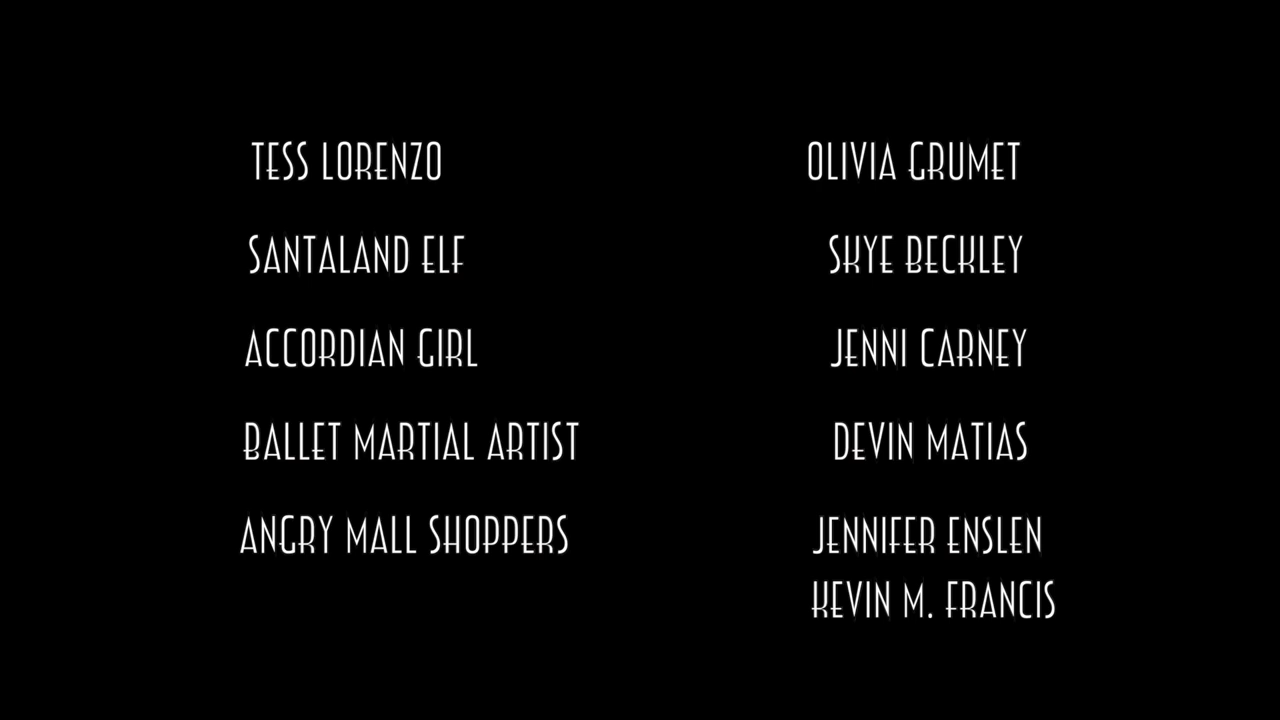 TESS LORENZO OLIVIA GRUMET
SANTALAND ELF SKYE BECKLEY
ACCORDIAN GIRL JENNI CARNEY
BALLET MARTIAL ARTIST DEVIN MATIAS
ANGRY MALL SHOPPERS JENNIFER ENSLEN
KEVIN M. FRANCIS